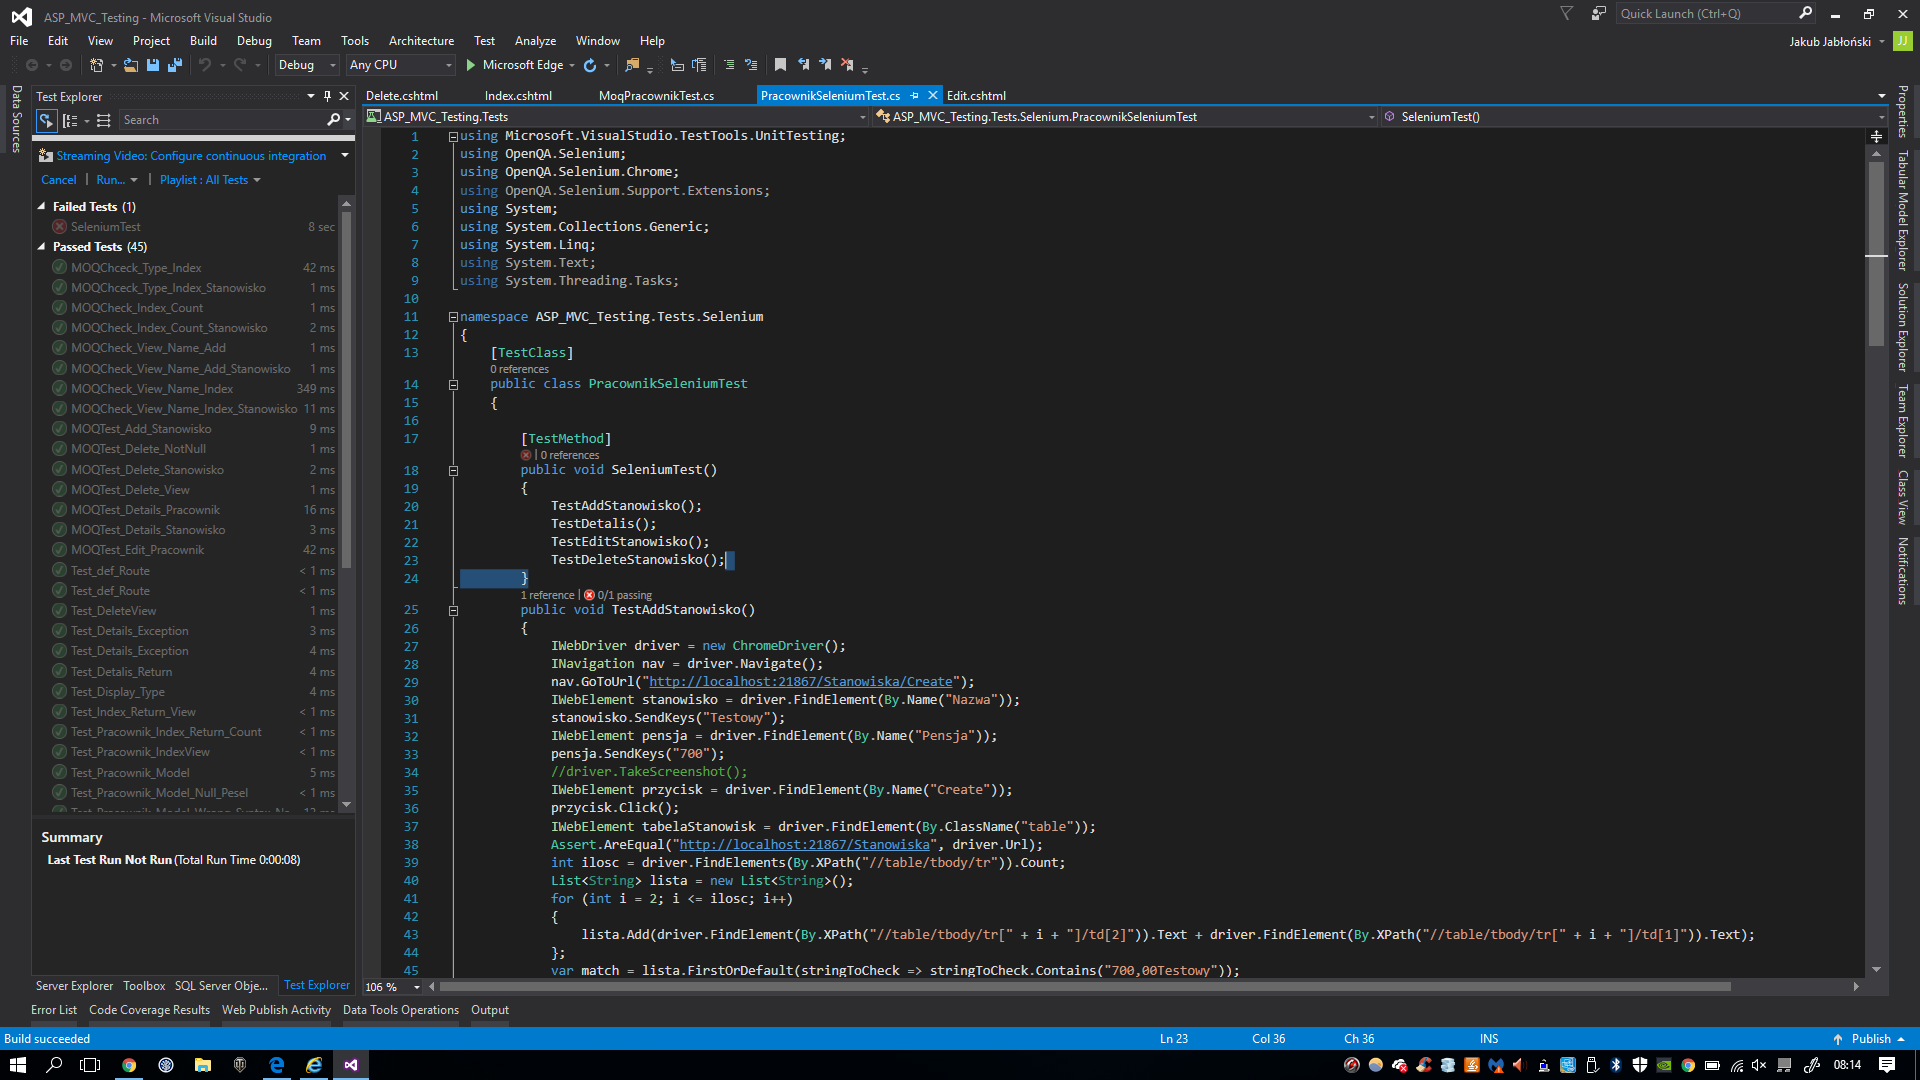 ASP_MVC_Testing - Microsoft Visual Studio
Quick Launch (Ctrl+Q)
File Edit View Project Build Debug Team Tools Architecture Test Analyze Window Help
Jakub Jabłoński JJ
Debug Any CPU Microsoft Edge
Data Sources
Test Explorer
Search
Streaming Video: Configure continuous integration
Cancel | Run... | Playlist : All Tests
Failed Tests (1)
SeleniumTest 8 sec
Passed Tests (45)
MOQChceck_Type_Index 42 ms
MOQChceck_Type_Index_Stanowisko 1 ms
MOQCheck_Index_Count 1 ms
MOQCheck_Index_Count_Stanowisko 2 ms
MOQCheck_View_Name_Add 1 ms
MOQCheck_View_Name_Add_Stanowisko 1 ms
MOQCheck_View_Name_Index 349 ms
MOQCheck_View_Name_Index_Stanowisko 11 ms
MOQTest_Add_Stanowisko 9 ms
MOQTest_Delete_NotNull 1 ms
MOQTest_Delete_Stanowisko 2 ms
MOQTest_Delete_View 1 ms
MOQTest_Details_Pracownik 16 ms
MOQTest_Details_Stanowisko 3 ms
MOQTest_Edit_Pracownik 42 ms
Test_def_Route < 1 ms
Test_def_Route < 1 ms
Test_DeleteView 1 ms
Test_Details_Exception 3 ms
Test_Details_Exception 4 ms
Test_Detalis_Return 4 ms
Test_Display_Type 4 ms
Test_Index_Return_View < 1 ms
Test_Pracownik_Index_Return_Count < 1 ms
Test_Pracownik_IndexView < 1 ms
Test_Pracownik_Model 5 ms
Test_Pracownik_Model_Null_Pesel < 1 ms
Summary
Last Test Run Not Run (Total Run Time 0:00:08)
Server Explorer Toolbox SQL Server Obje... Test Explorer
Delete.cshtml Index.cshtml MoqPracownikTest.cs PracownikSeleniumTest.cs Edit.cshtml
ASP_MVC_Testing.Tests ASP_MVC_Testing.Tests.Selenium.PracownikSeleniumTest SeleniumTest()
1 using Microsoft.VisualStudio.TestTools.UnitTesting;
2 using OpenQA.Selenium;
3 using OpenQA.Selenium.Chrome;
4 using OpenQA.Selenium.Support.Extensions;
5 using System;
6 using System.Collections.Generic;
7 using System.Linq;
8 using System.Text;
9 using System.Threading.Tasks;
10
11 namespace ASP_MVC_Testing.Tests.Selenium
12 {
13 [TestClass]
0 references
14 public class PracownikSeleniumTest
15 {
16
17 [TestMethod]
| 0 references
18 public void SeleniumTest()
19 {
20 TestAddStanowisko();
21 TestDetalis();
22 TestEditStanowisko();
23 TestDeleteStanowisko();
24 }
1 reference | 0/1 passing
25 public void TestAddStanowisko()
26 {
27 IWebDriver driver = new ChromeDriver();
28 INavigation nav = driver.Navigate();
29 nav.GoToUrl("http://localhost:21867/Stanowiska/Create");
30 IWebElement stanowisko = driver.FindElement(By.Name("Nazwa"));
31 stanowisko.SendKeys("Testowy");
32 IWebElement pensja = driver.FindElement(By.Name("Pensja"));
33 pensja.SendKeys("700");
34 //driver.TakeScreenshot();
35 IWebElement przycisk = driver.FindElement(By.Name("Create"));
36 przycisk.Click();
37 IWebElement tabelaStanowisk = driver.FindElement(By.ClassName("table"));
38 Assert.AreEqual("http://localhost:21867/Stanowiska", driver.Url);
39 int ilosc = driver.FindElements(By.XPath("//table/tbody/tr")).Count;
40 List<String> lista = new List<String>();
41 for (int i = 2; i <= ilosc; i++)
42 {
43 lista.Add(driver.FindElement(By.XPath("//table/tbody/tr[" + i + "]/td[2]")).Text + driver.FindElement(By.XPath("//table/tbody/tr[" + i + "]/td[1]")).Text);
44 };
45 var match = lista.FirstOrDefault(stringToCheck => stringToCheck.Contains("700,00Testowy"));
106 %
Properties
Tabular Model Explorer
Solution Explorer
Team Explorer
Class View
Notifications
Error List Code Coverage Results Web Publish Activity Data Tools Operations Output
Build succeeded Ln 23 Col 36 Ch 36 INS Publish
08:14